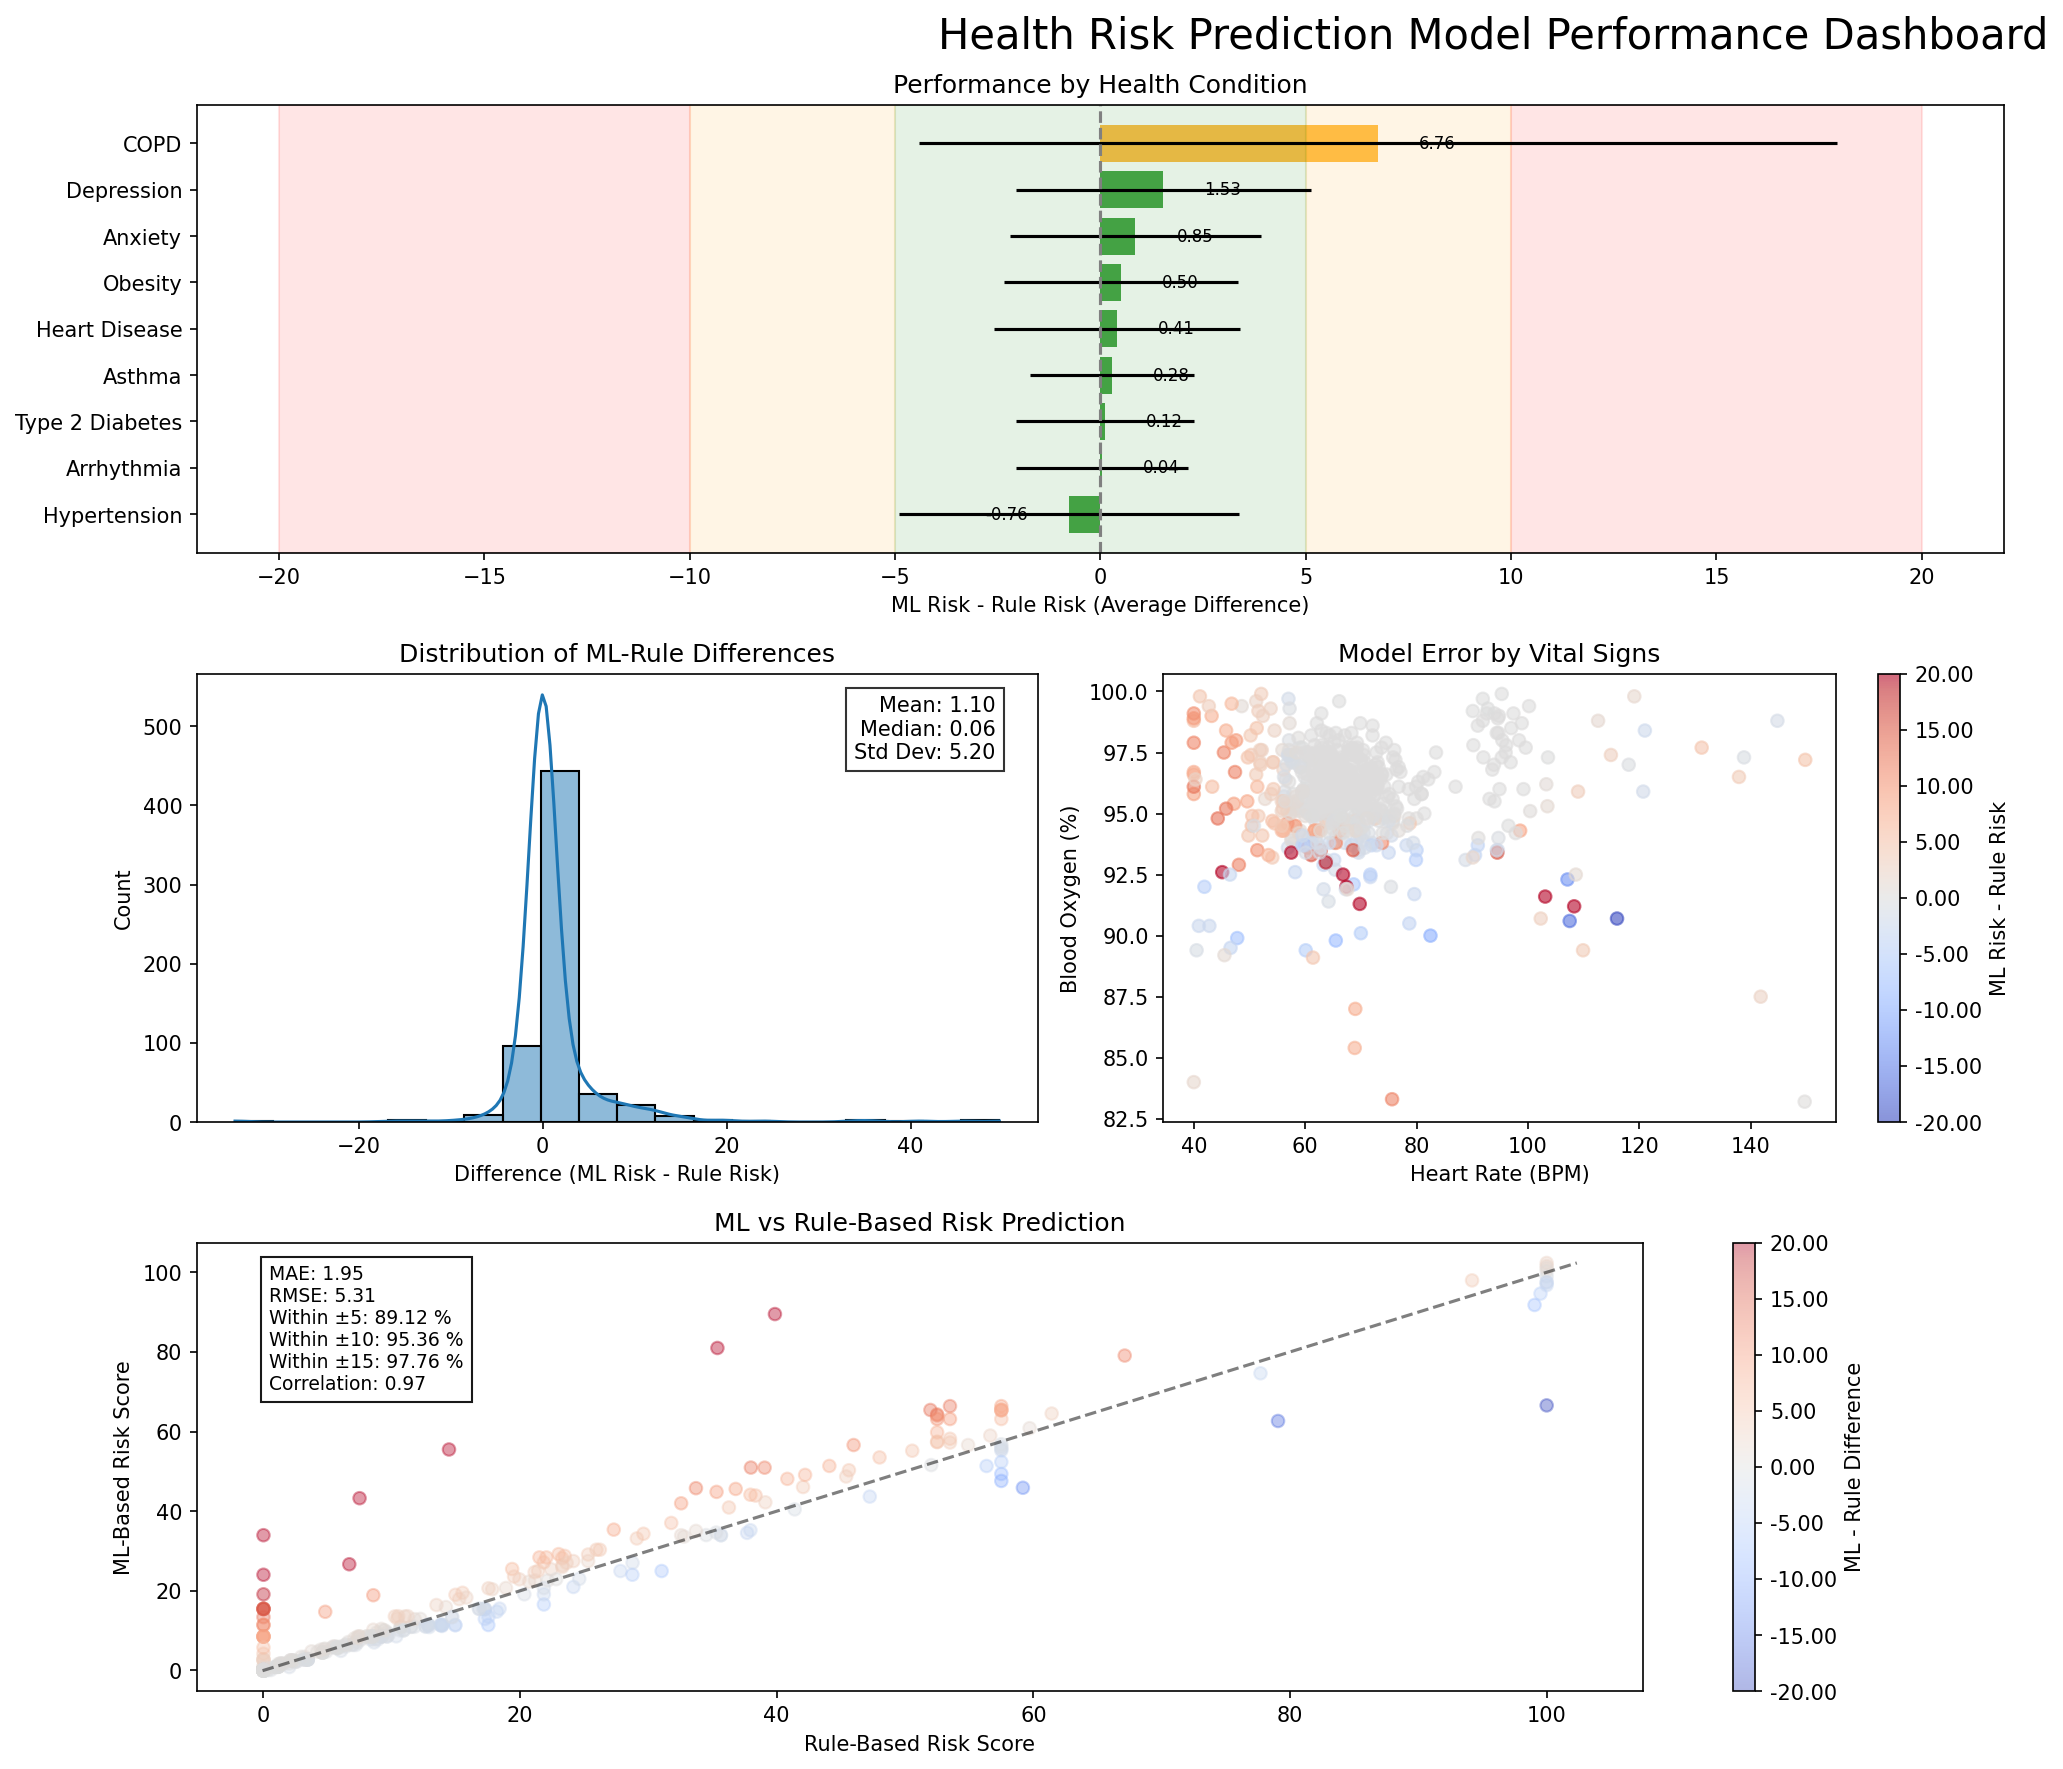 Health Risk Prediction Model Performance Dashboard
Performance by Health Condition
COPD
6.76
Depression
1.53
Anxiety
0.85
Obesity
0.50
Heart Disease
0.41
Asthma
0.28
Type 2 Diabetes
0.12
Arrhythmia
0.04
Hypertension
-0.76
−20 −15 −10 −5 0 5 10 15 20
ML Risk - Rule Risk (Average Difference)
Distribution of ML-Rule Differences
Mean: 1.10
Median: 0.06
Std Dev: 5.20
500
400
300
200
100
0
Count
−20 0 20 40
Difference (ML Risk - Rule Risk)
Model Error by Vital Signs
100.0
97.5
95.0
92.5
90.0
87.5
85.0
82.5
Blood Oxygen (%)
40 60 80 100 120 140
Heart Rate (BPM)
20.00
15.00
10.00
5.00
0.00
-5.00
-10.00
-15.00
-20.00
ML Risk - Rule Risk
ML vs Rule-Based Risk Prediction
MAE: 1.95
RMSE: 5.31
Within ±5: 89.12 %
Within ±10: 95.36 %
Within ±15: 97.76 %
Correlation: 0.97
100
80
60
40
20
0
ML-Based Risk Score
0 20 40 60 80 100
Rule-Based Risk Score
20.00
15.00
10.00
5.00
0.00
-5.00
-10.00
-15.00
-20.00
ML - Rule Difference